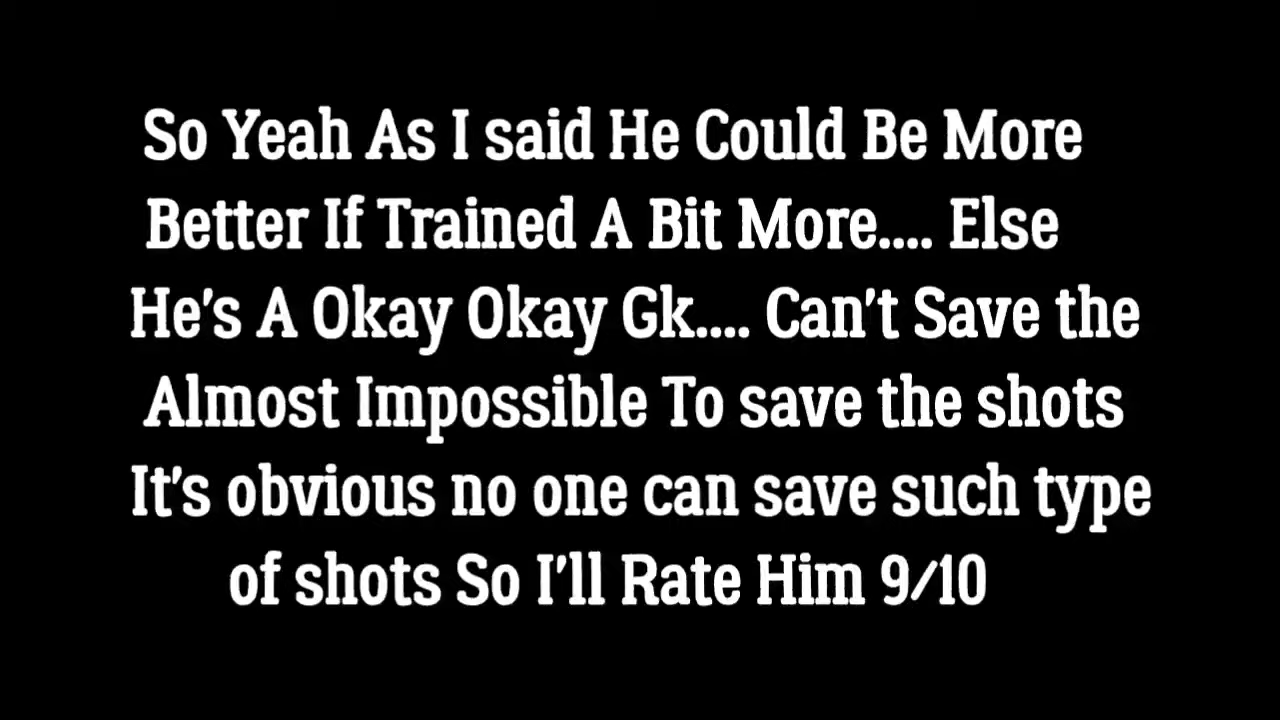 So Yeah As I said He Could Be More
Better If Trained A Bit More.... Else
He's A Okay Okay Gk.... Can't Save the
Almost Impossible To save the shots
It's obvious no one can save such type
of shots So I'll Rate Him 9/10